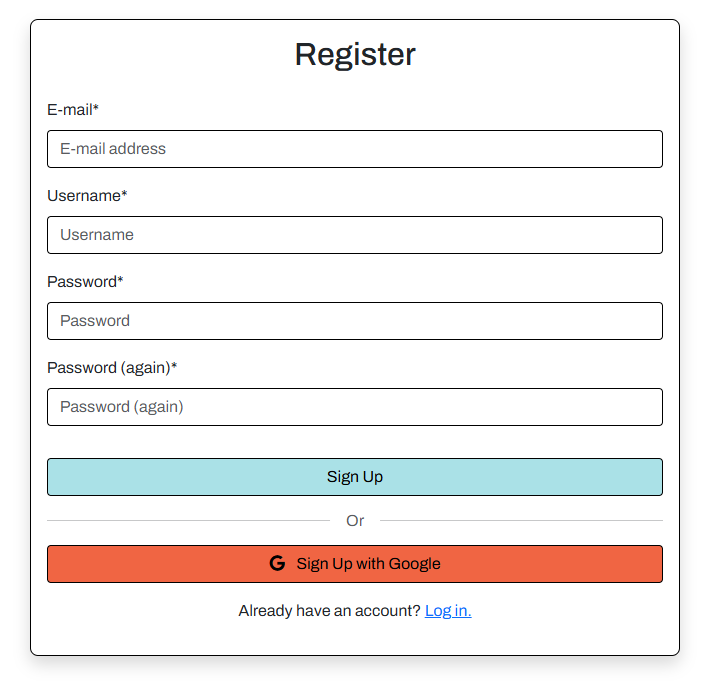 Register
E-mail*
E-mail address
Username*
Username
Password*
Password
Password (again)*
Password (again)
Sign Up
Or
G Sign Up with Google
Already have an account? Log in.